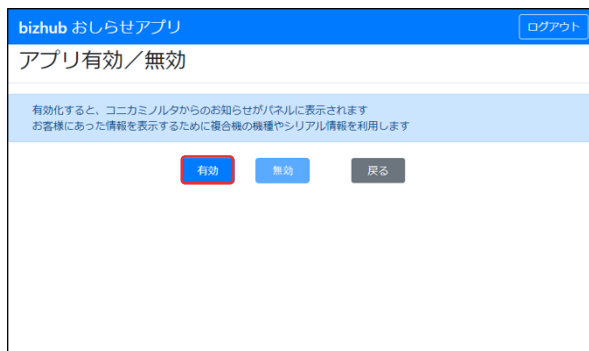 bizhub おしらせアプリ ログアウト
アプリ有効／無効
有効化すると、コニカミノルタからのお知らせがパネルに表示されます
お客様にあった情報を表示するために複合機の機種やシリアル情報を利用します
有効 無効 戻る